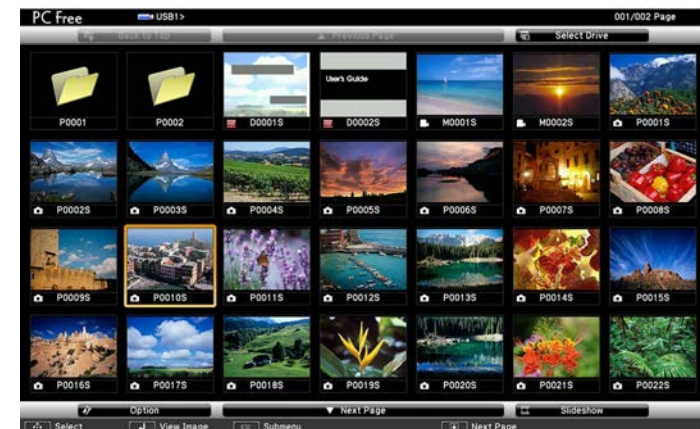 PC Free USB1> 001/002 Page
Back to Top Previous Page Select Drive
User's Guide
P0001 P0002 D0001S D0002S M0001S M0002S P0001S
P0002S P0003S P0004S P0005S P0006S P0007S P0008S
P0009S P0010S P0011S P0012S P0013S P0014S P0015S
P0016S P0017S P0018S P0019S P0020S P0021S P0022S
Option Next Page Slideshow
Select View Image Esc Submenu Next Page